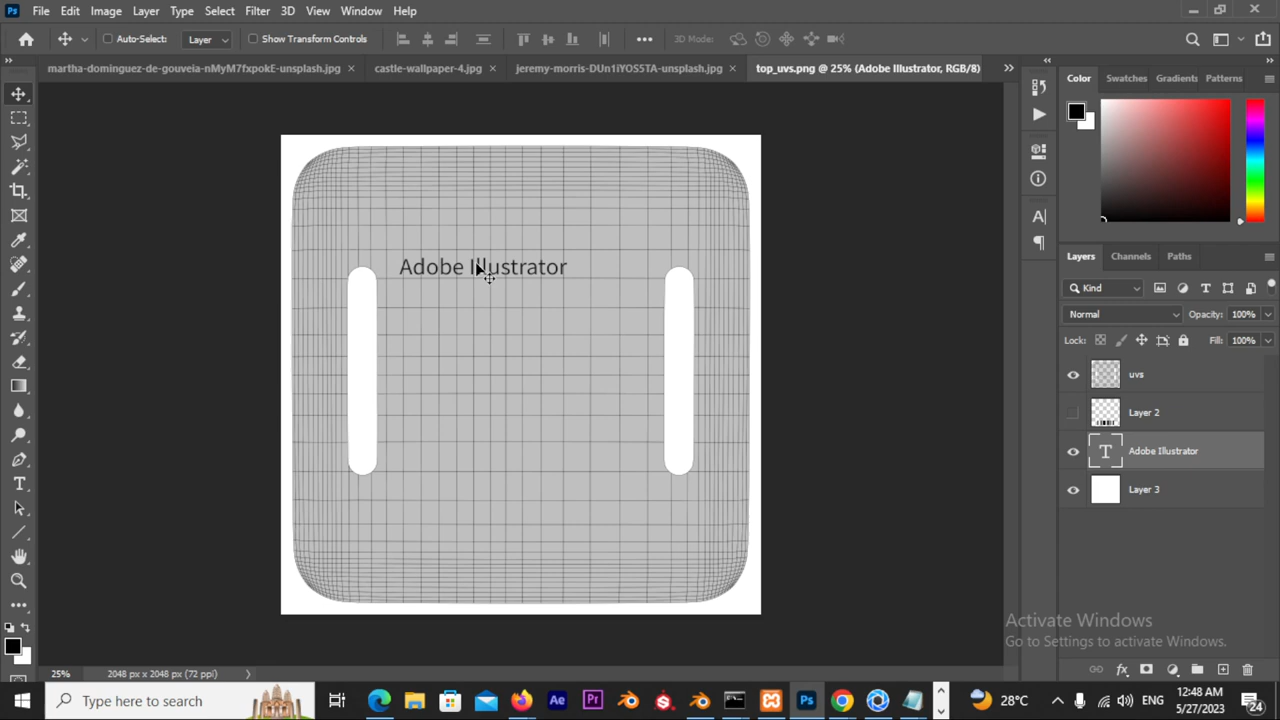 Ps File Edit Image Layer Type Select Filter 3D View Window Help
Auto-Select: Layer Show Transform Controls 3D Mode:
martha-dominguez-de-gouveia-nMyM7fxpokE-unsplash.jpg castle-wallpaper-4.jpg jeremy-morris-DUn1iYOS5TA-unsplash.jpg top_uvs.png @ 25% (Adobe Illustrator, RGB/8)
Color Swatches Gradients Patterns
Adobe Illustrator
Layers Channels Paths
Kind
Normal Opacity: 100%
Lock: Fill: 100%
uvs
Layer 2
T Adobe Illustrator
Layer 3
Activate Windows
Go to Settings to activate Windows.
25% 2048 px x 2048 px (72 ppi)
Type here to search Ae Pr Ps 28°C ENG 12:48 AM 5/27/2023 24